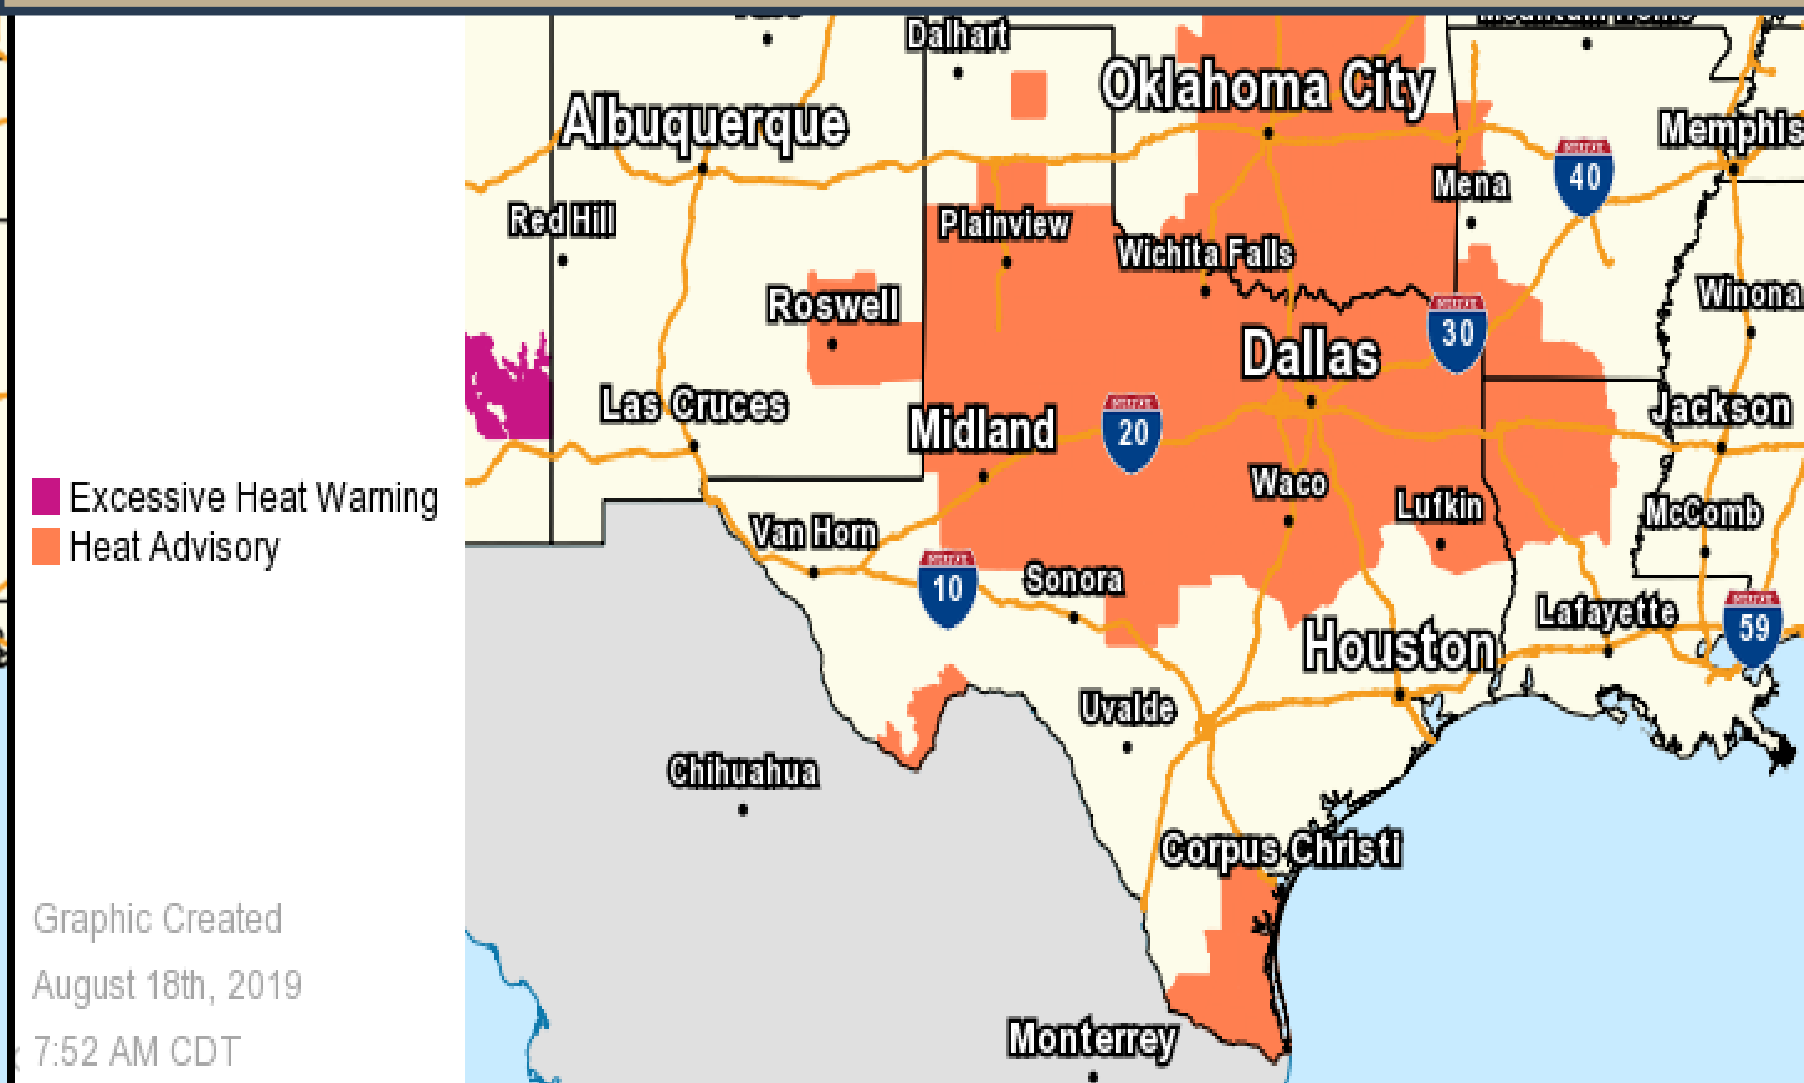 Dalhart
Oklahoma City
Albuquerque
Memphis
40
Mena
Red Hill
Plainview
Wichita Falls
Roswell
Winona
30
Dallas
Las Cruces
Midland
20
Jackson
Waco
Lufkin
Excessive Heat Warning
McComb
Van Horn
Heat Advisory
10
Sonora
Lafayette
59
Houston
Uvalde
Chihuahua
Corpus Christi
Graphic Created
August 18th, 2019
Monterrey
7:52 AM CDT